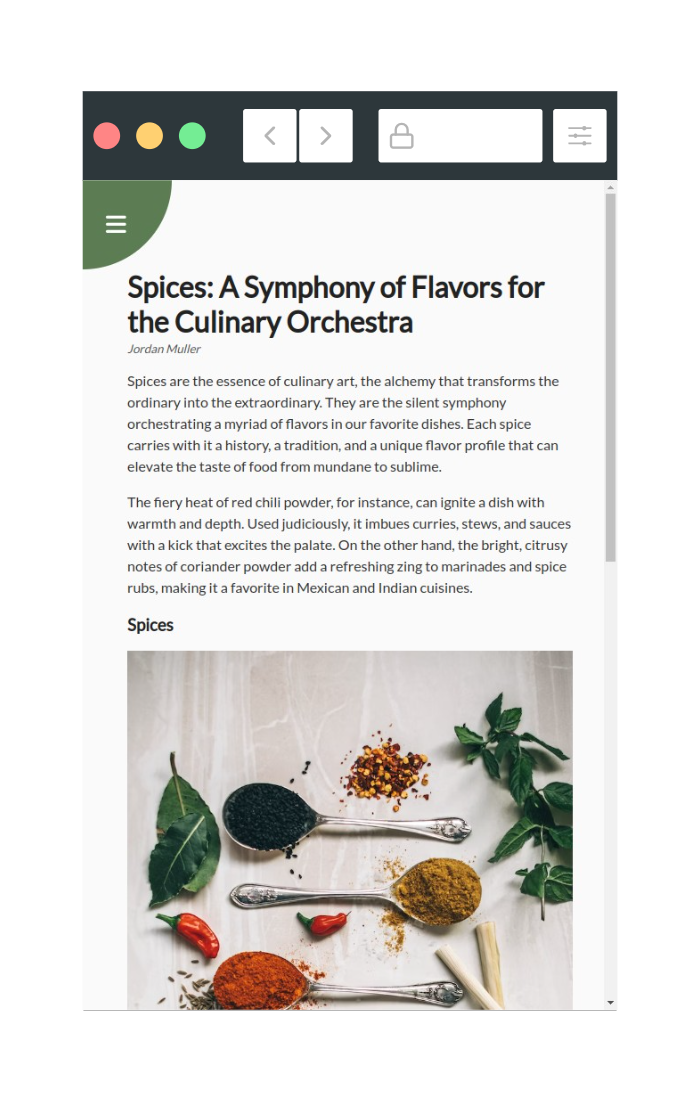 Spices: A Symphony of Flavors for
the Culinary Orchestra
Jordan Muller
Spices are the essence of culinary art, the alchemy that transforms the
ordinary into the extraordinary. They are the silent symphony
orchestrating a myriad of flavors in our favorite dishes. Each spice
carries with it a history, a tradition, and a unique flavor profile that can
elevate the taste of food from mundane to sublime.
The fiery heat of red chili powder, for instance, can ignite a dish with
warmth and depth. Used judiciously, it imbues curries, stews, and sauces
with a kick that excites the palate. On the other hand, the bright, citrusy
notes of coriander powder add a refreshing zing to marinades and spice
rubs, making it a favorite in Mexican and Indian cuisines.
Spices